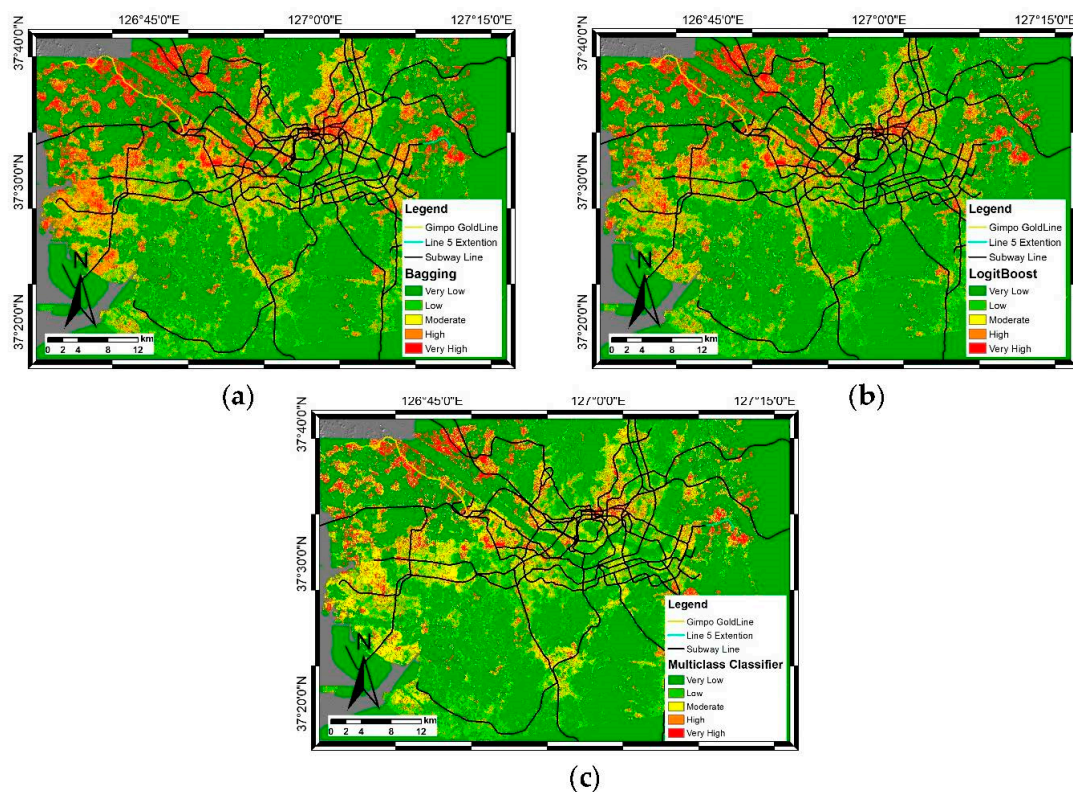 126°45'0"E 127°0'0"E 127°15'0"E
37°40'0"N
37°30'0"N
37°20'0"N
N
0 2 4 8 12 km
Legend
Gimpo GoldLine
Line 5 Extention
Subway Line
Bagging
Very Low
Low
Moderate
High
Very High
(a)
126°45'0"E 127°0'0"E 127°15'0"E
37°40'0"N
37°30'0"N
37°20'0"N
N
0 2 4 8 12 km
Legend
Gimpo GoldLine
Line 5 Extention
Subway Line
LogitBoost
Very Low
Low
Moderate
High
Very High
(b)
126°45'0"E 127°0'0"E 127°15'0"E
37°40'0"N
37°30'0"N
37°20'0"N
N
0 2 4 8 12 km
Legend
Gimpo GoldLine
Line 5 Extention
Subway Line
Multiclass Classifier
Very Low
Low
Moderate
High
Very High
(c)